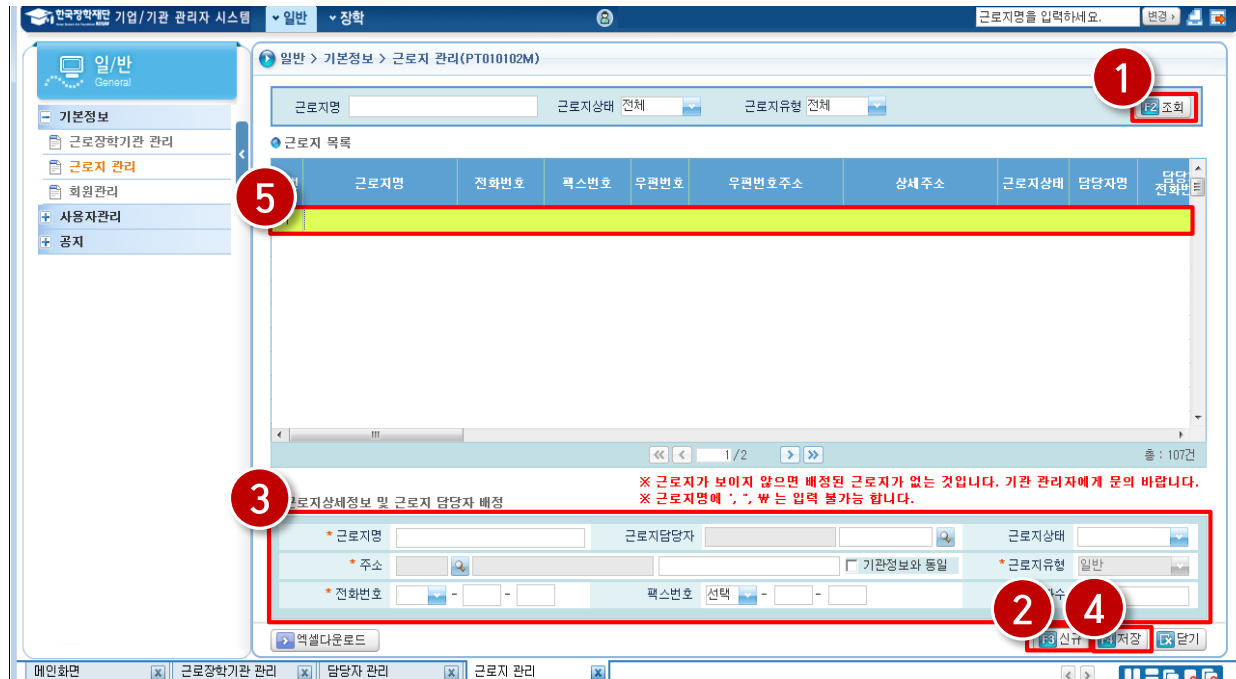 한국장학재단 기업/기관 관리자 시스템 일반 장학 근로지명을 입력하세요. 변경
일반 > 기본정보 > 근로지 관리(PT010102M)
일/반
General
기본정보
근로장학기관 관리
근로지 관리
회원관리
사용자관리
공지
1
근로지명 근로지상태 전체 근로지유형 전체 F2 조회
근로지 목록
근로지명 전화번호 팩스번호 우편번호 우편번호주소 상세주소 근로지상태 담당자명
5
1/2 총 : 107건
※ 근로지가 보이지 않으면 배정된 근로지가 없는 것입니다. 기관 관리자에게 문의 바랍니다.
※ 근로지명에 ', ", ₩ 는 입력 불가능 합니다.
3
근로지상세정보 및 근로지 담당자 배정
* 근로지명 근로지담당자 근로지상태
* 주소 기관정보와 동일 * 근로지유형 일반
* 전화번호 - - 팩스번호 선택 - -
2 4
엑셀다운로드 F3 신규 저장 닫기
메인화면 근로장학기관 관리 담당자 관리 근로지 관리